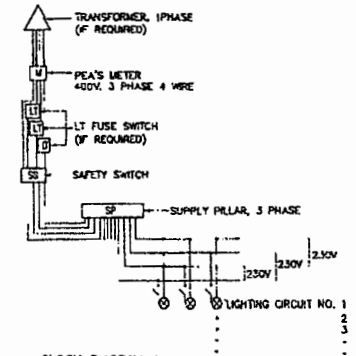 TRANSFORMER, 1PHASE
(IF REQUIRED)
M
PEA'S METER
400V, 3 PHASE 4 WIRE
LT
LT
LT FUSE SWITCH
(IF REQUIRED)
SS
SAFETY SWITCH
SP
SUPPLY PILLAR, 3 PHASE
230V
230V
230V
LIGHTING CIRCUIT NO. 1
2
3